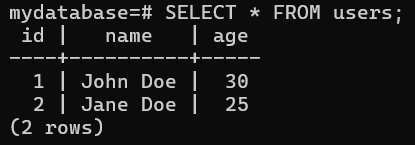 mydatabase=# SELECT * FROM users;
 id |   name   | age
----+----------+-----
  1 | John Doe |  30
  2 | Jane Doe |  25
(2 rows)